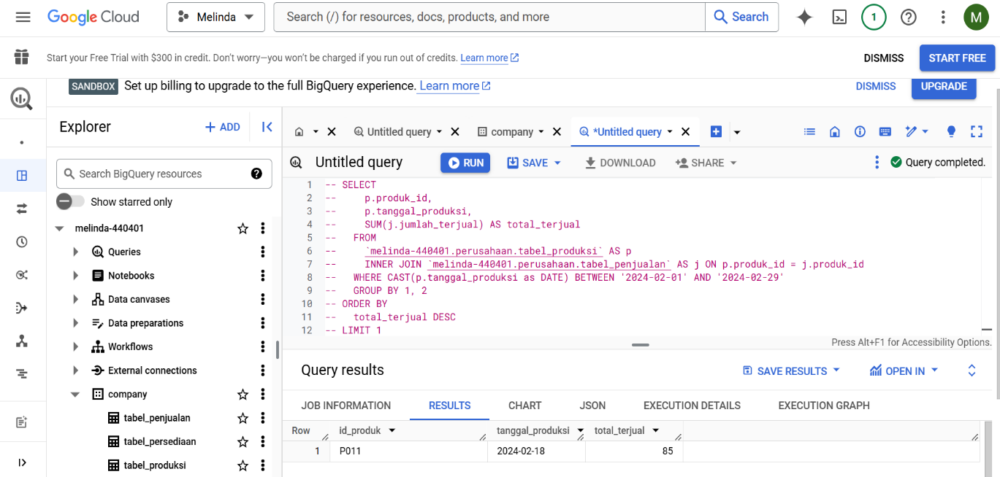 Google Cloud
Melinda
Search (/) for resources, docs, products, and more
Search
1
M
Start your Free Trial with $300 in credit. Don't worry—you won't be charged if you run out of credits. Learn more
DISMISS
START FREE
SANDBOX
Set up billing to upgrade to the full BigQuery experience. Learn more
DISMISS
UPGRADE
Explorer
+ ADD
Search BigQuery resources
Show starred only
melinda-440401
Queries
Notebooks
Data canvases
Data preparations
Workflows
External connections
company
tabel_penjualan
tabel_persediaan
tabel_produksi
Untitled query
company
*Untitled query
Untitled query
RUN
SAVE
DOWNLOAD
SHARE
Query completed.
1 -- SELECT
2 -- p.produk_id,
3 -- p.tanggal_produksi,
4 -- SUM(j.jumlah_terjual) AS total_terjual
5 -- FROM
6 -- `melinda-440401.perusahaan.tabel_produksi` AS p
7 -- INNER JOIN `melinda-440401.perusahaan.tabel_penjualan` AS j ON p.produk_id = j.produk_id
8 -- WHERE CAST(p.tanggal_produksi as DATE) BETWEEN '2024-02-01' AND '2024-02-29'
9 -- GROUP BY 1, 2
10 -- ORDER BY
11 -- total_terjual DESC
12 -- LIMIT 1
Press Alt+F1 for Accessibility Options.
Query results
SAVE RESULTS
OPEN IN
JOB INFORMATION
RESULTS
CHART
JSON
EXECUTION DETAILS
EXECUTION GRAPH
Row id_produk tanggal_produksi total_terjual
1 P011 2024-02-18 85